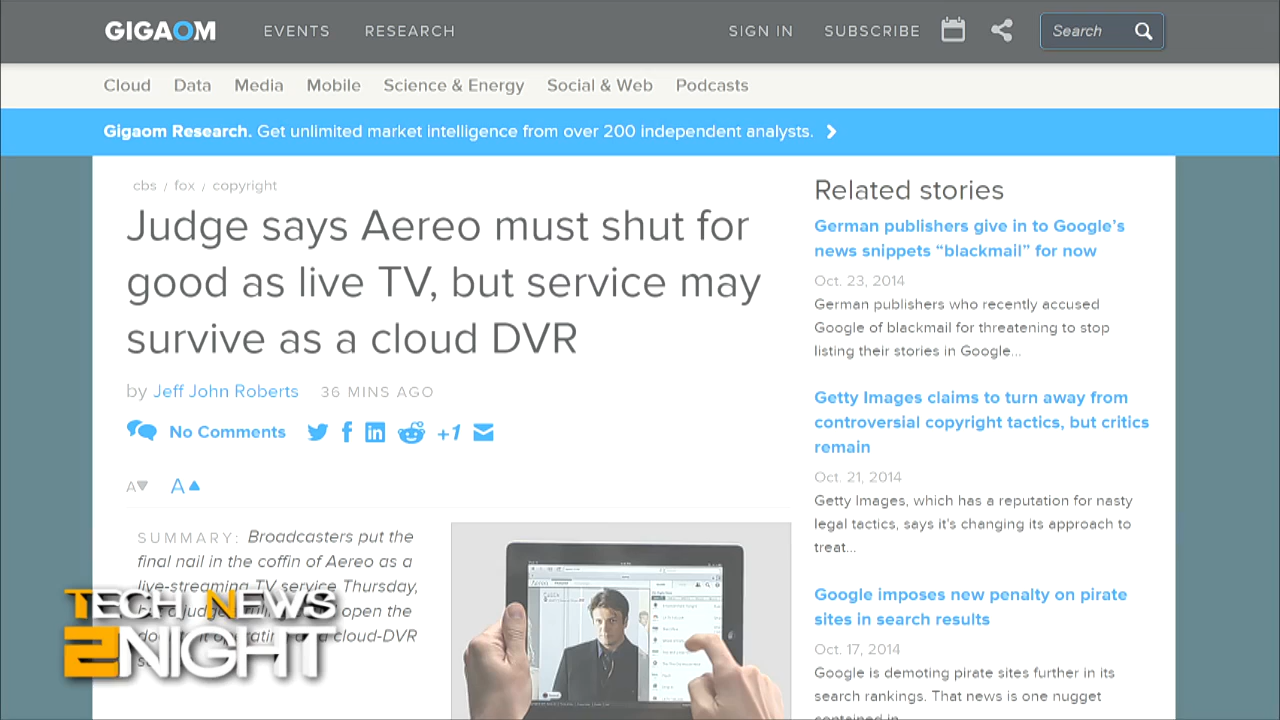 GIGAOM
EVENTS
RESEARCH
SIGN IN
SUBSCRIBE
Search
Cloud
Data
Media
Mobile
Science & Energy
Social & Web
Podcasts
Gigaom Research. Get unlimited market intelligence from over 200 independent analysts.
cbs / fox / copyright
Judge says Aereo must shut for
good as live TV, but service may
survive as a cloud DVR
by Jeff John Roberts
36 MINS AGO
No Comments
+1
A
A
SUMMARY: Broadcasters put the
final nail in the coffin of Aereo as a
live-streaming TV service Thursday,
open the
cloud-DVR
TECH NEWS
2NIGHT
Related stories
German publishers give in to Google's
news snippets “blackmail” for now
Oct. 23, 2014
German publishers who recently accused
Google of blackmail for threatening to stop
listing their stories in Google...
Getty Images claims to turn away from
controversial copyright tactics, but critics
remain
Oct. 21, 2014
Getty Images, which has a reputation for nasty
legal tactics, says it's changing its approach to
treat...
Google imposes new penalty on pirate
sites in search results
Oct. 17, 2014
Google is demoting pirate sites further in its
search rankings. That news is one nugget
contained in